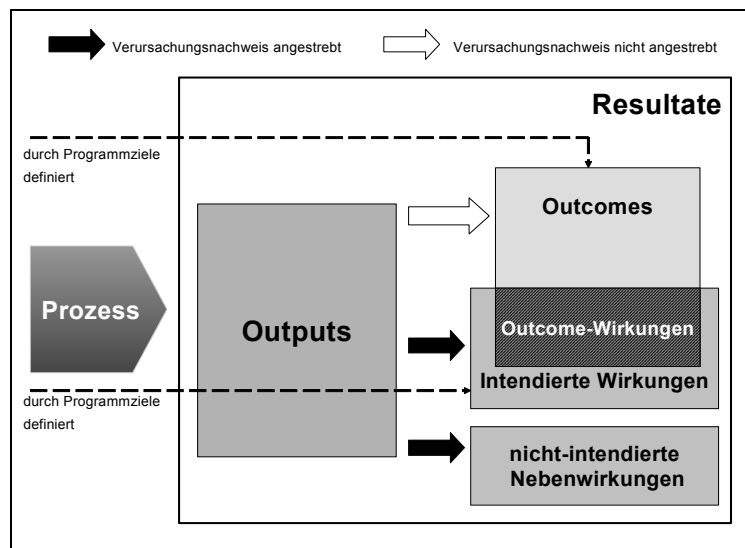 Verursachungsnachweis angestrebt
Verursachungsnachweis nicht angestrebt
Resultate
durch Programmziele
definiert
Outcomes
Prozess
Outputs
Outcome-Wirkungen
Intendierte Wirkungen
durch Programmziele
definiert
nicht-intendierte
Nebenwirkungen